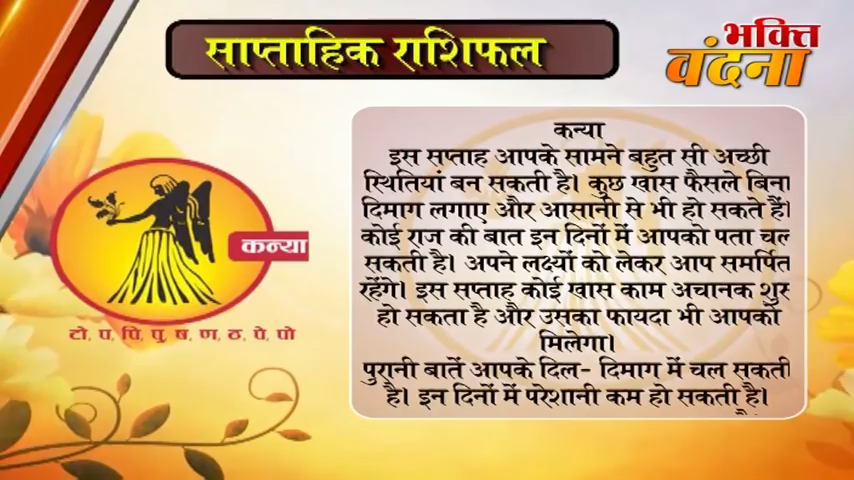 साप्ताहिक राशिफल
भक्ति
वंदना
कन्या
इस सप्ताह आपके सामने बहुत सी अच्छी
स्थितियां बन सकती है। कुछ खास फैसले बिना
दिमाग लगाए और आसानी से भी हो सकते हैं।
कोई राज की बात इन दिनों में आपको पता चल
सकती है। अपने लक्ष्यों को लेकर आप समर्पित
रहेंगे। इस सप्ताह कोई खास काम अचानक शुरू
हो सकता है और उसका फायदा भी आपको
मिलेगा।
पुरानी बातें आपके दिल- दिमाग में चल सकती
है। इन दिनों में परेशानी कम हो सकती है।
कन्या
टो, प, पि, पु, ष, ण, ठ, पे, पो